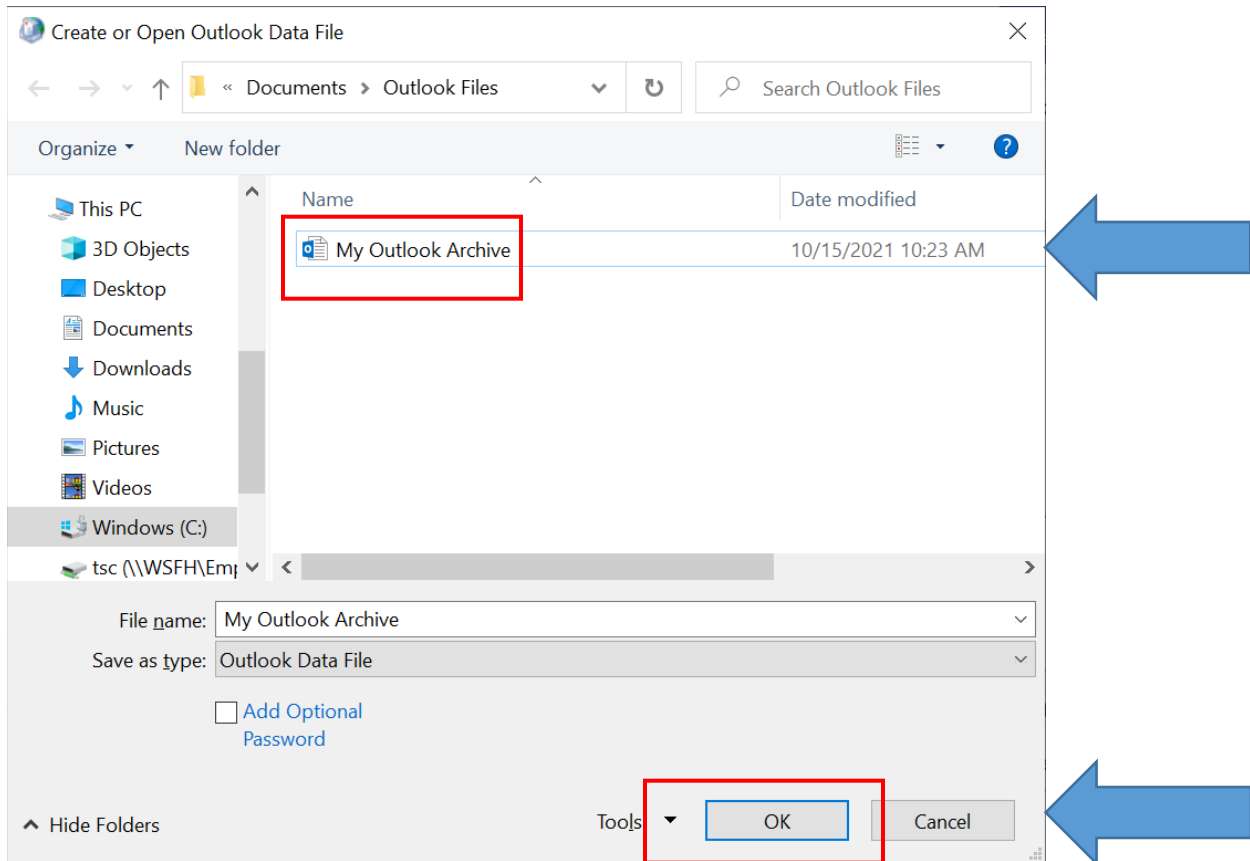 Create or Open Outlook Data File
« Documents > Outlook Files
Search Outlook Files
Organize
New folder
?
Name
Date modified
This PC
My Outlook Archive
10/15/2021 10:23 AM
3D Objects
Desktop
Documents
Downloads
Music
Pictures
Videos
Windows (C:)
tsc (\\WSFH\Emp
File name: My Outlook Archive
Save as type: Outlook Data File
Add Optional
Password
Hide Folders
Tools
OK
Cancel